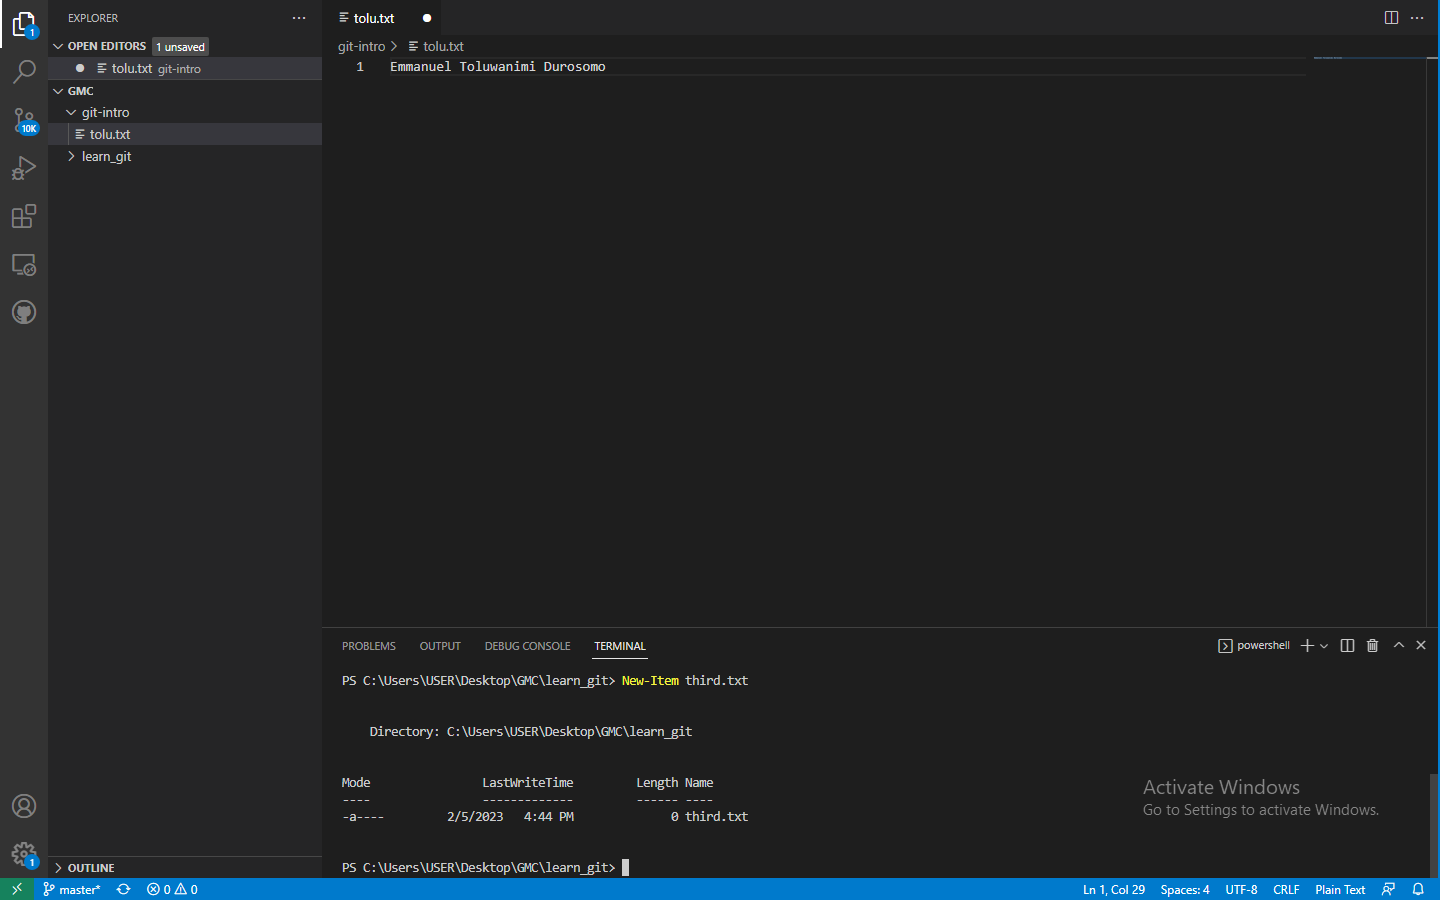 EXPLORER
OPEN EDITORS 1 unsaved
tolu.txt git-intro
GMC
git-intro
tolu.txt
learn_git
OUTLINE
1
10K
1
tolu.txt
git-intro > tolu.txt
1 Emmanuel Toluwanimi Durosomo
PROBLEMS OUTPUT DEBUG CONSOLE TERMINAL powershell
PS C:\Users\USER\Desktop\GMC\learn_git> New-Item third.txt
Directory: C:\Users\USER\Desktop\GMC\learn_git
Mode LastWriteTime Length Name
---- ------------- ------ ----
-a---- 2/5/2023 4:44 PM 0 third.txt
PS C:\Users\USER\Desktop\GMC\learn_git>
Activate Windows
Go to Settings to activate Windows.
master* 0 0 Ln 1, Col 29 Spaces: 4 UTF-8 CRLF Plain Text